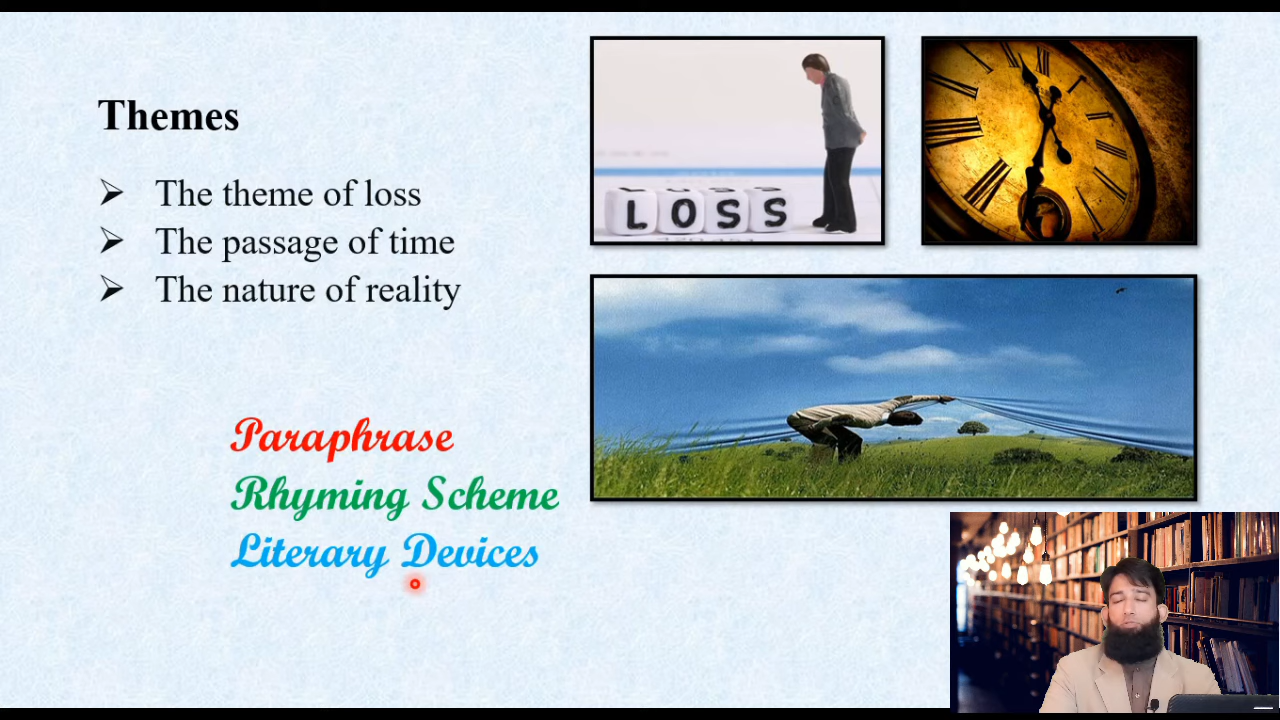 Themes
The theme of loss
The passage of time
The nature of reality
Paraphrase
Rhyming Scheme
Literary Devices
LOSS